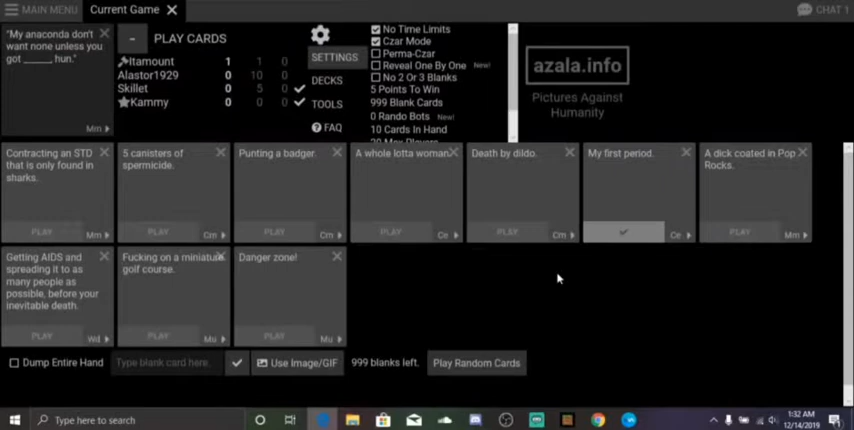 MAIN MENU
Current Game
CHAT 1
"My anaconda don't
want none unless you
got ______, hun."
Mm
-
PLAY CARDS
Itamount 1 1 0
Alastor1929 0 10 0
Skillet 0 5 0
Kammy 0 0 0
SETTINGS
DECKS
TOOLS
FAQ
No Time Limits
Czar Mode
Perma-Czar
Reveal One By One New!
No 2 Or 3 Blanks
5 Points To Win
999 Blank Cards
0 Rando Bots New!
10 Cards In Hand
20 Max Players
azala.info
Pictures Against
Humanity
Contracting an STD
that is only found in
sharks.
PLAY
Mm
5 canisters of
spermicide.
PLAY
Cm
Punting a badger.
PLAY
Cm
A whole lotta woman.
PLAY
Ce
Death by dildo.
PLAY
Cm
My first period.
Ce
A dick coated in Pop
Rocks.
PLAY
Mm
Getting AIDS and
spreading it to as
many people as
possible, before your
inevitable death.
PLAY
Wd
Fucking on a miniature
golf course.
PLAY
Mu
Danger zone!
PLAY
Mu
Dump Entire Hand
Type blank card here.
Use Image/GIF
999 blanks left.
Play Random Cards
Type here to search
1:32 AM
12/14/2019